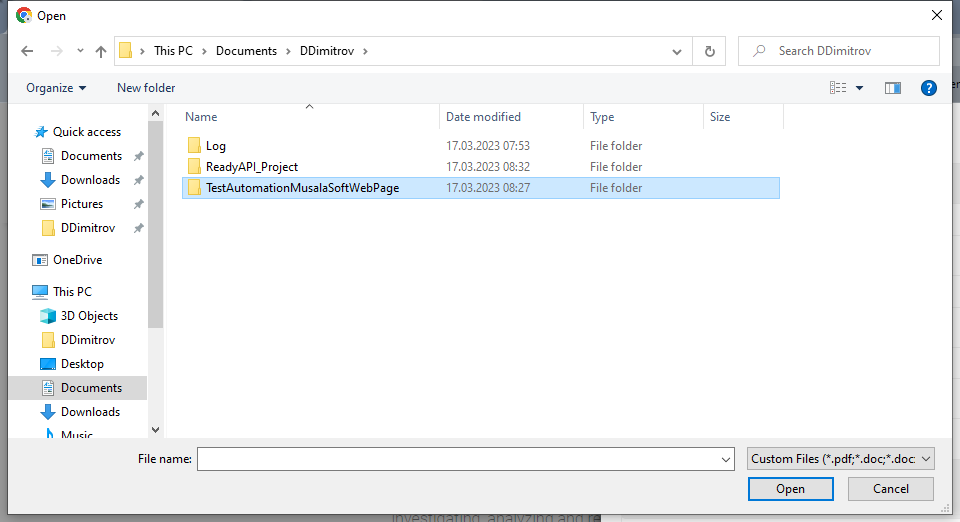 Open
This PC > Documents > DDimitrov >
Search DDimitrov
Organize
New folder
Name Date modified Type Size
Log 17.03.2023 07:53 File folder
ReadyAPI_Project 17.03.2023 08:32 File folder
TestAutomationMusalaSoftWebPage 17.03.2023 08:27 File folder
Quick access
Documents
Downloads
Pictures
DDimitrov
OneDrive
This PC
3D Objects
DDimitrov
Desktop
Documents
Downloads
Music
File name:
Custom Files (*.pdf;*.doc;*.doc
Open
Cancel
investigating, analyzing and re